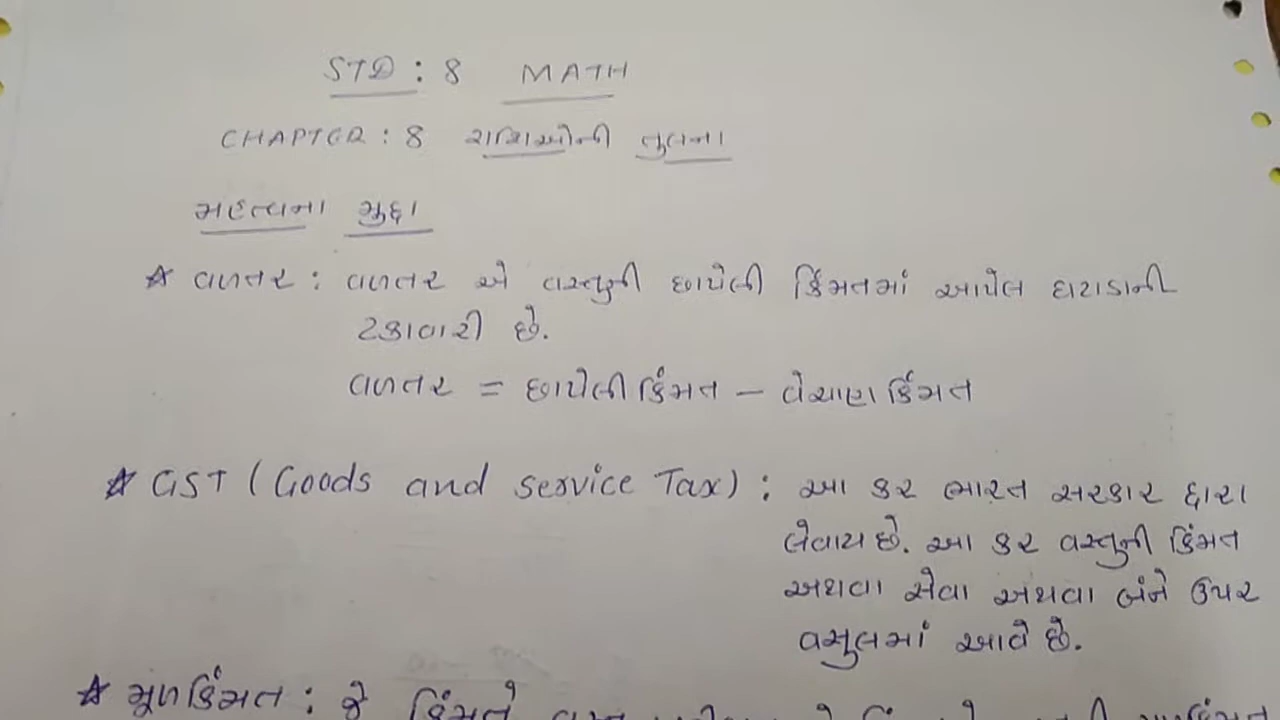 STD : 8 MATH
CHAPTER : 8 રાશિઓની તુલના
મહત્વના મુદ્દા
☆ વળતર : વળતર એ વસ્તુની છાપેલી કિંમતમાં આપેલ ઘટાડાની
ટકાવારી છે.
વળતર = છાપેલી કિંમત – વેચાણ કિંમત
☆ GST (Goods and service Tax) : આ કર ભારત સરકાર દ્વારા
લેવાય છે. આ કર વસ્તુની કિંમત
અથવા સેવા અથવા બંને ઉપર
વસુલમાં આવે છે.
☆ મૂળકિંમત : જે કિંમતે